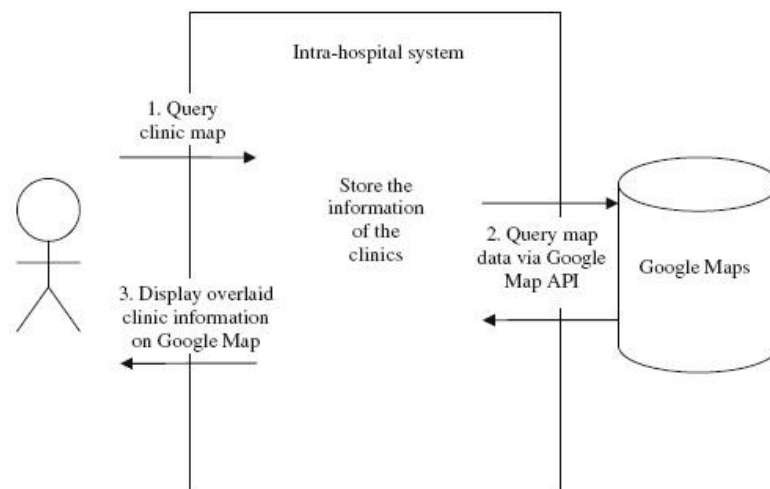 Intra-hospital system
1. Query
clinic map
Store the
information
of the
clinics
2. Query map
data via Google
Map API
Google Maps
3. Display overlaid
clinic information
on Google Map